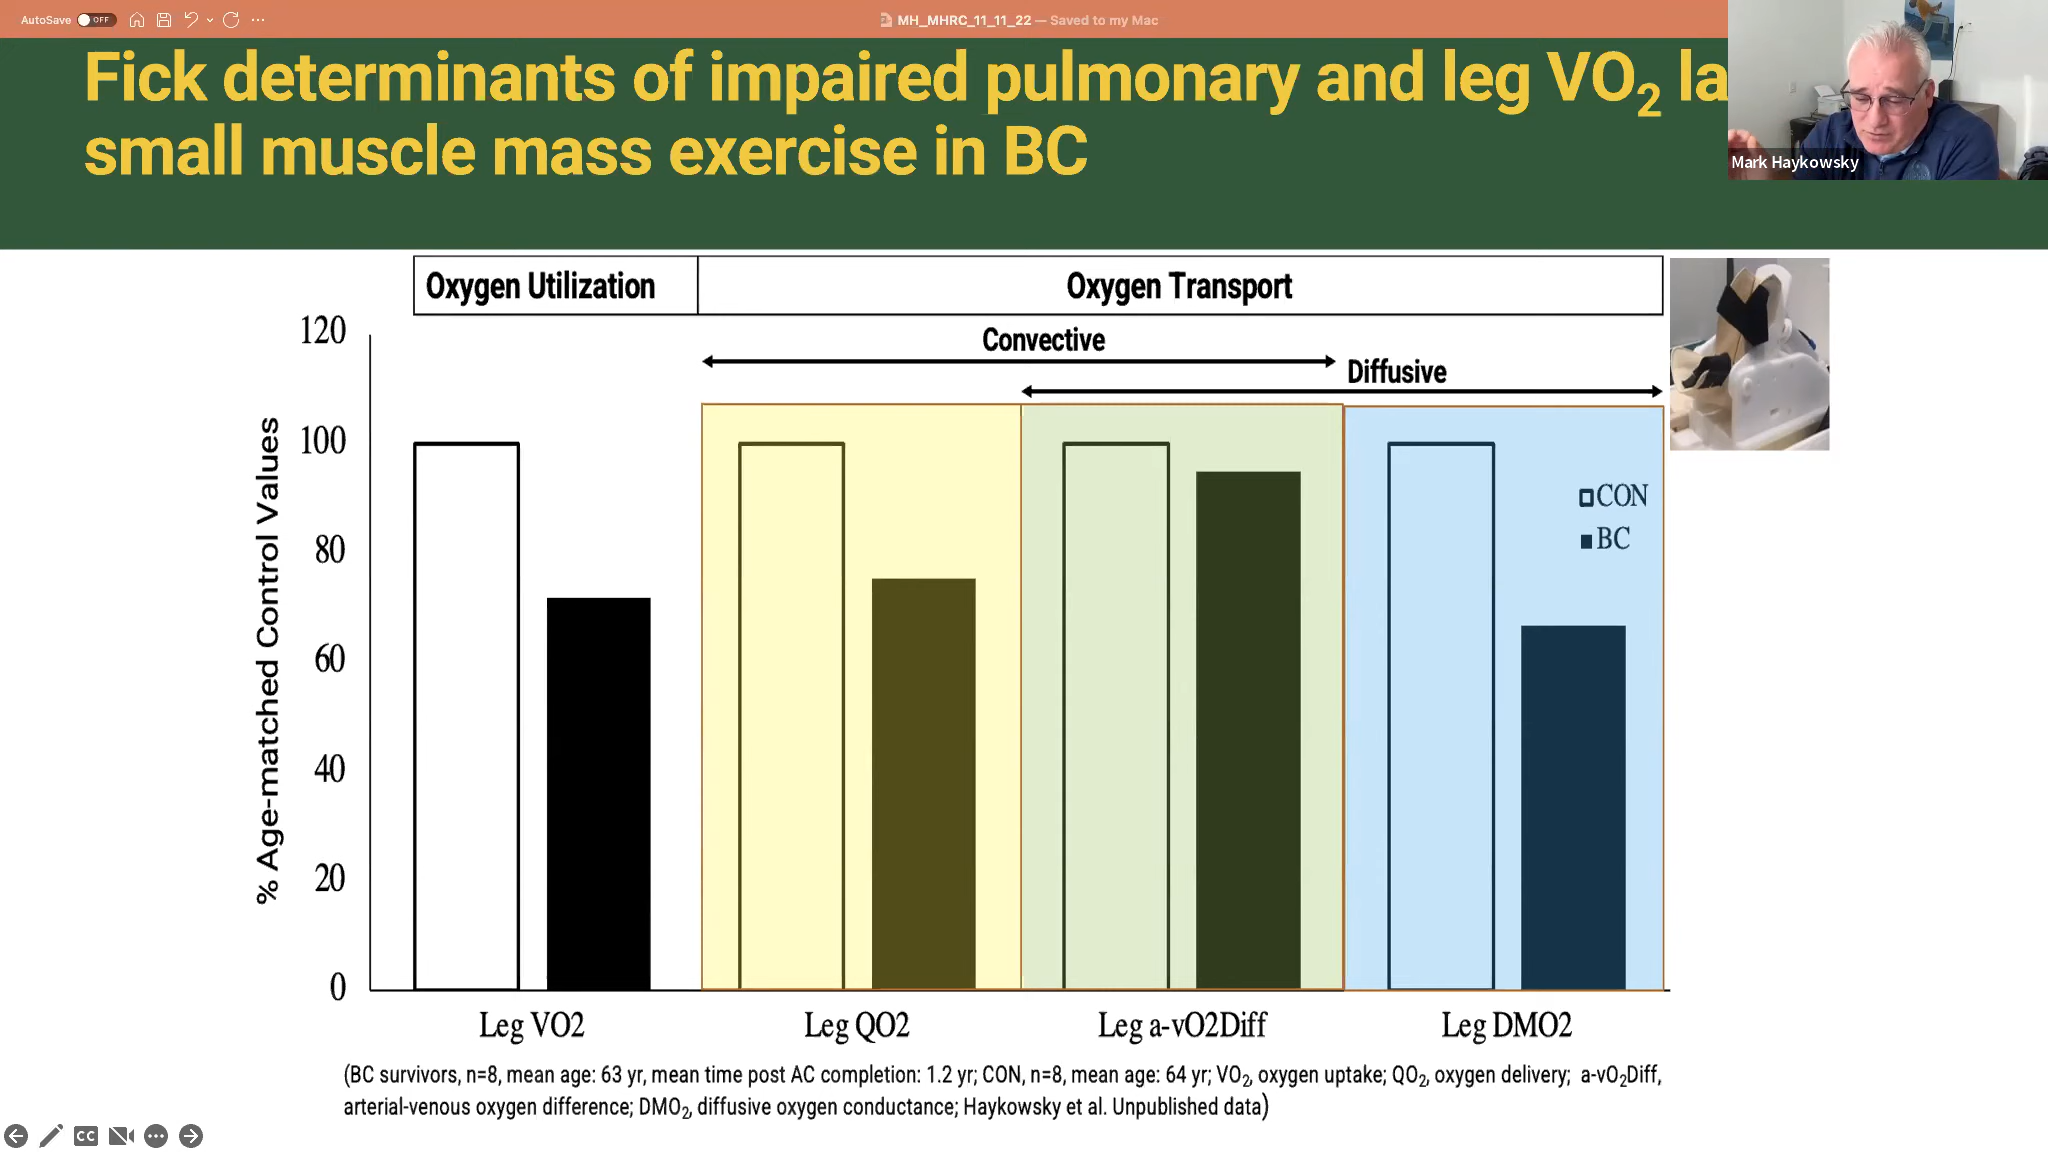 AutoSave OFF
MH_MHRC_11_11_22 — Saved to my Mac
Fick determinants of impaired pulmonary and leg VO₂ la
small muscle mass exercise in BC
Mark Haykowsky
Oxygen Utilization
Oxygen Transport
Convective
Diffusive
120
100
80
60
40
20
0
% Age-matched Control Values
CON
BC
Leg VO2
Leg QO2
Leg a-vO2Diff
Leg DMO2
(BC survivors, n=8, mean age: 63 yr, mean time post AC completion: 1.2 yr; CON, n=8, mean age: 64 yr; VO₂, oxygen uptake; QO₂, oxygen delivery; a-vO₂Diff,
arterial-venous oxygen difference; DMO₂, diffusive oxygen conductance; Haykowsky et al. Unpublished data)
CC